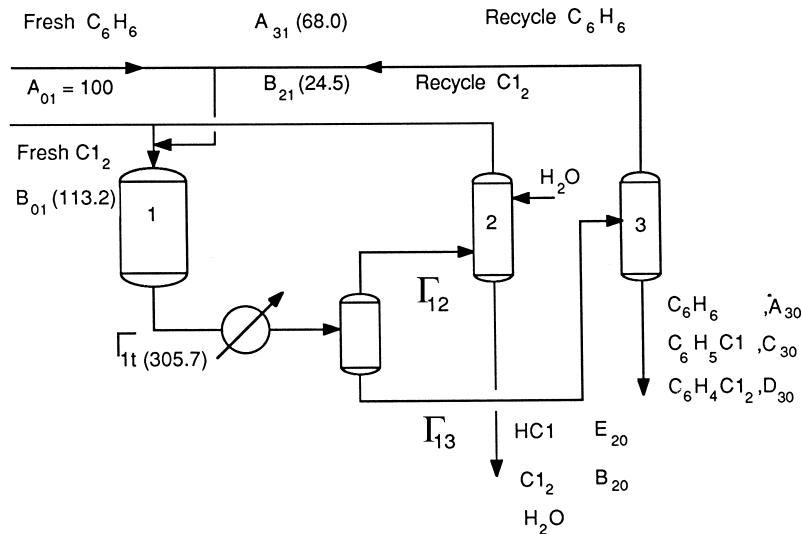 Fresh C₆H₆ A₃₁ (68.0) Recycle C₆H₆
A₀₁ = 100 B₂₁ (24.5) Recycle C1₂
Fresh C1₂
B₀₁ (113.2)
1
2
H₂O
3
Γ₁₂
Γ1t (305.7)
C₆H₆ ,Ȧ₃₀
C₆H₅C1 ,C₃₀
C₆H₄C1₂,D₃₀
Γ₁₃
HC1 E₂₀
C1₂ B₂₀
H₂O